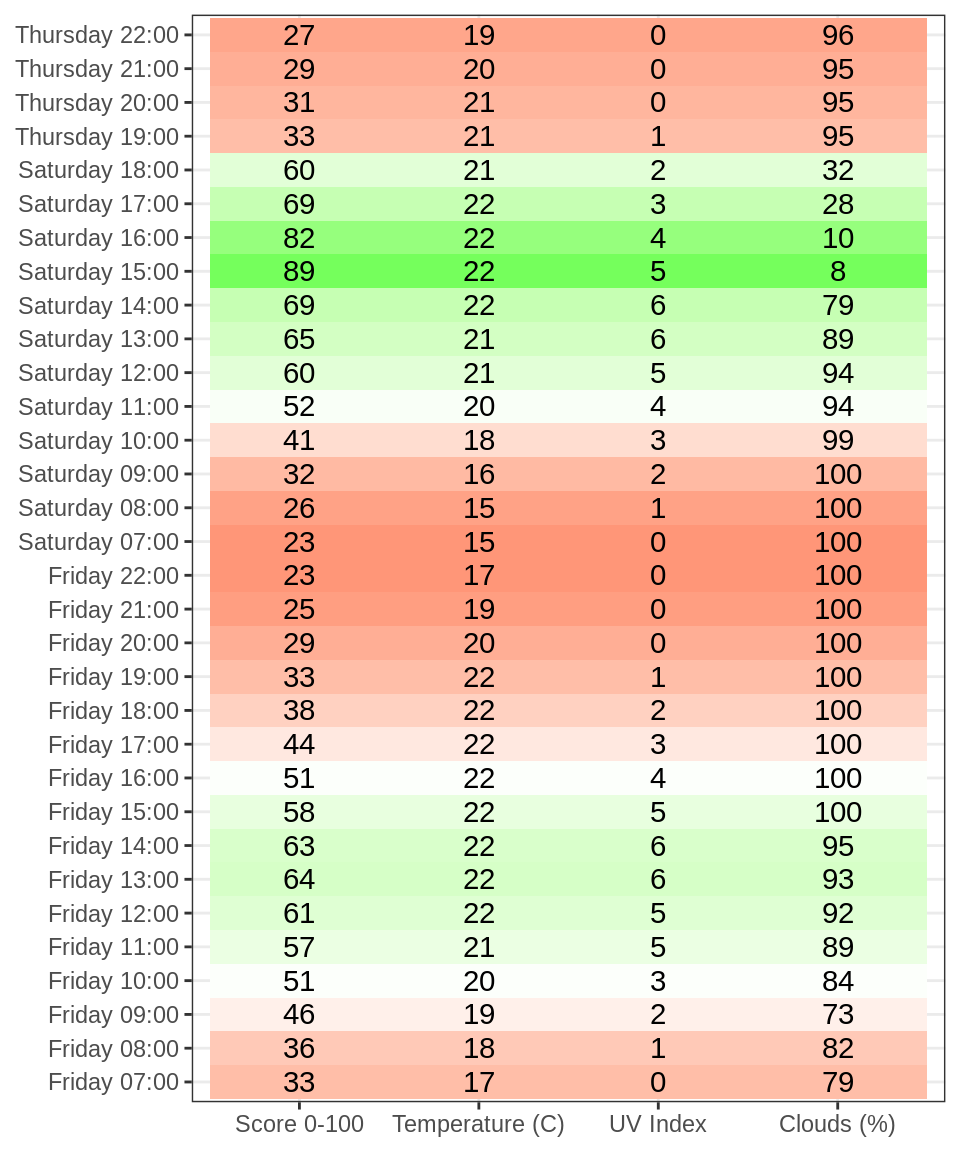 Thursday 22:00 27 19 0 96
Thursday 21:00 29 20 0 95
Thursday 20:00 31 21 0 95
Thursday 19:00 33 21 1 95
Saturday 18:00 60 21 2 32
Saturday 17:00 69 22 3 28
Saturday 16:00 82 22 4 10
Saturday 15:00 89 22 5 8
Saturday 14:00 69 22 6 79
Saturday 13:00 65 21 6 89
Saturday 12:00 60 21 5 94
Saturday 11:00 52 20 4 94
Saturday 10:00 41 18 3 99
Saturday 09:00 32 16 2 100
Saturday 08:00 26 15 1 100
Saturday 07:00 23 15 0 100
Friday 22:00 23 17 0 100
Friday 21:00 25 19 0 100
Friday 20:00 29 20 0 100
Friday 19:00 33 22 1 100
Friday 18:00 38 22 2 100
Friday 17:00 44 22 3 100
Friday 16:00 51 22 4 100
Friday 15:00 58 22 5 100
Friday 14:00 63 22 6 95
Friday 13:00 64 22 6 93
Friday 12:00 61 22 5 92
Friday 11:00 57 21 5 89
Friday 10:00 51 20 3 84
Friday 09:00 46 19 2 73
Friday 08:00 36 18 1 82
Friday 07:00 33 17 0 79
Score 0-100 Temperature (C) UV Index Clouds (%)